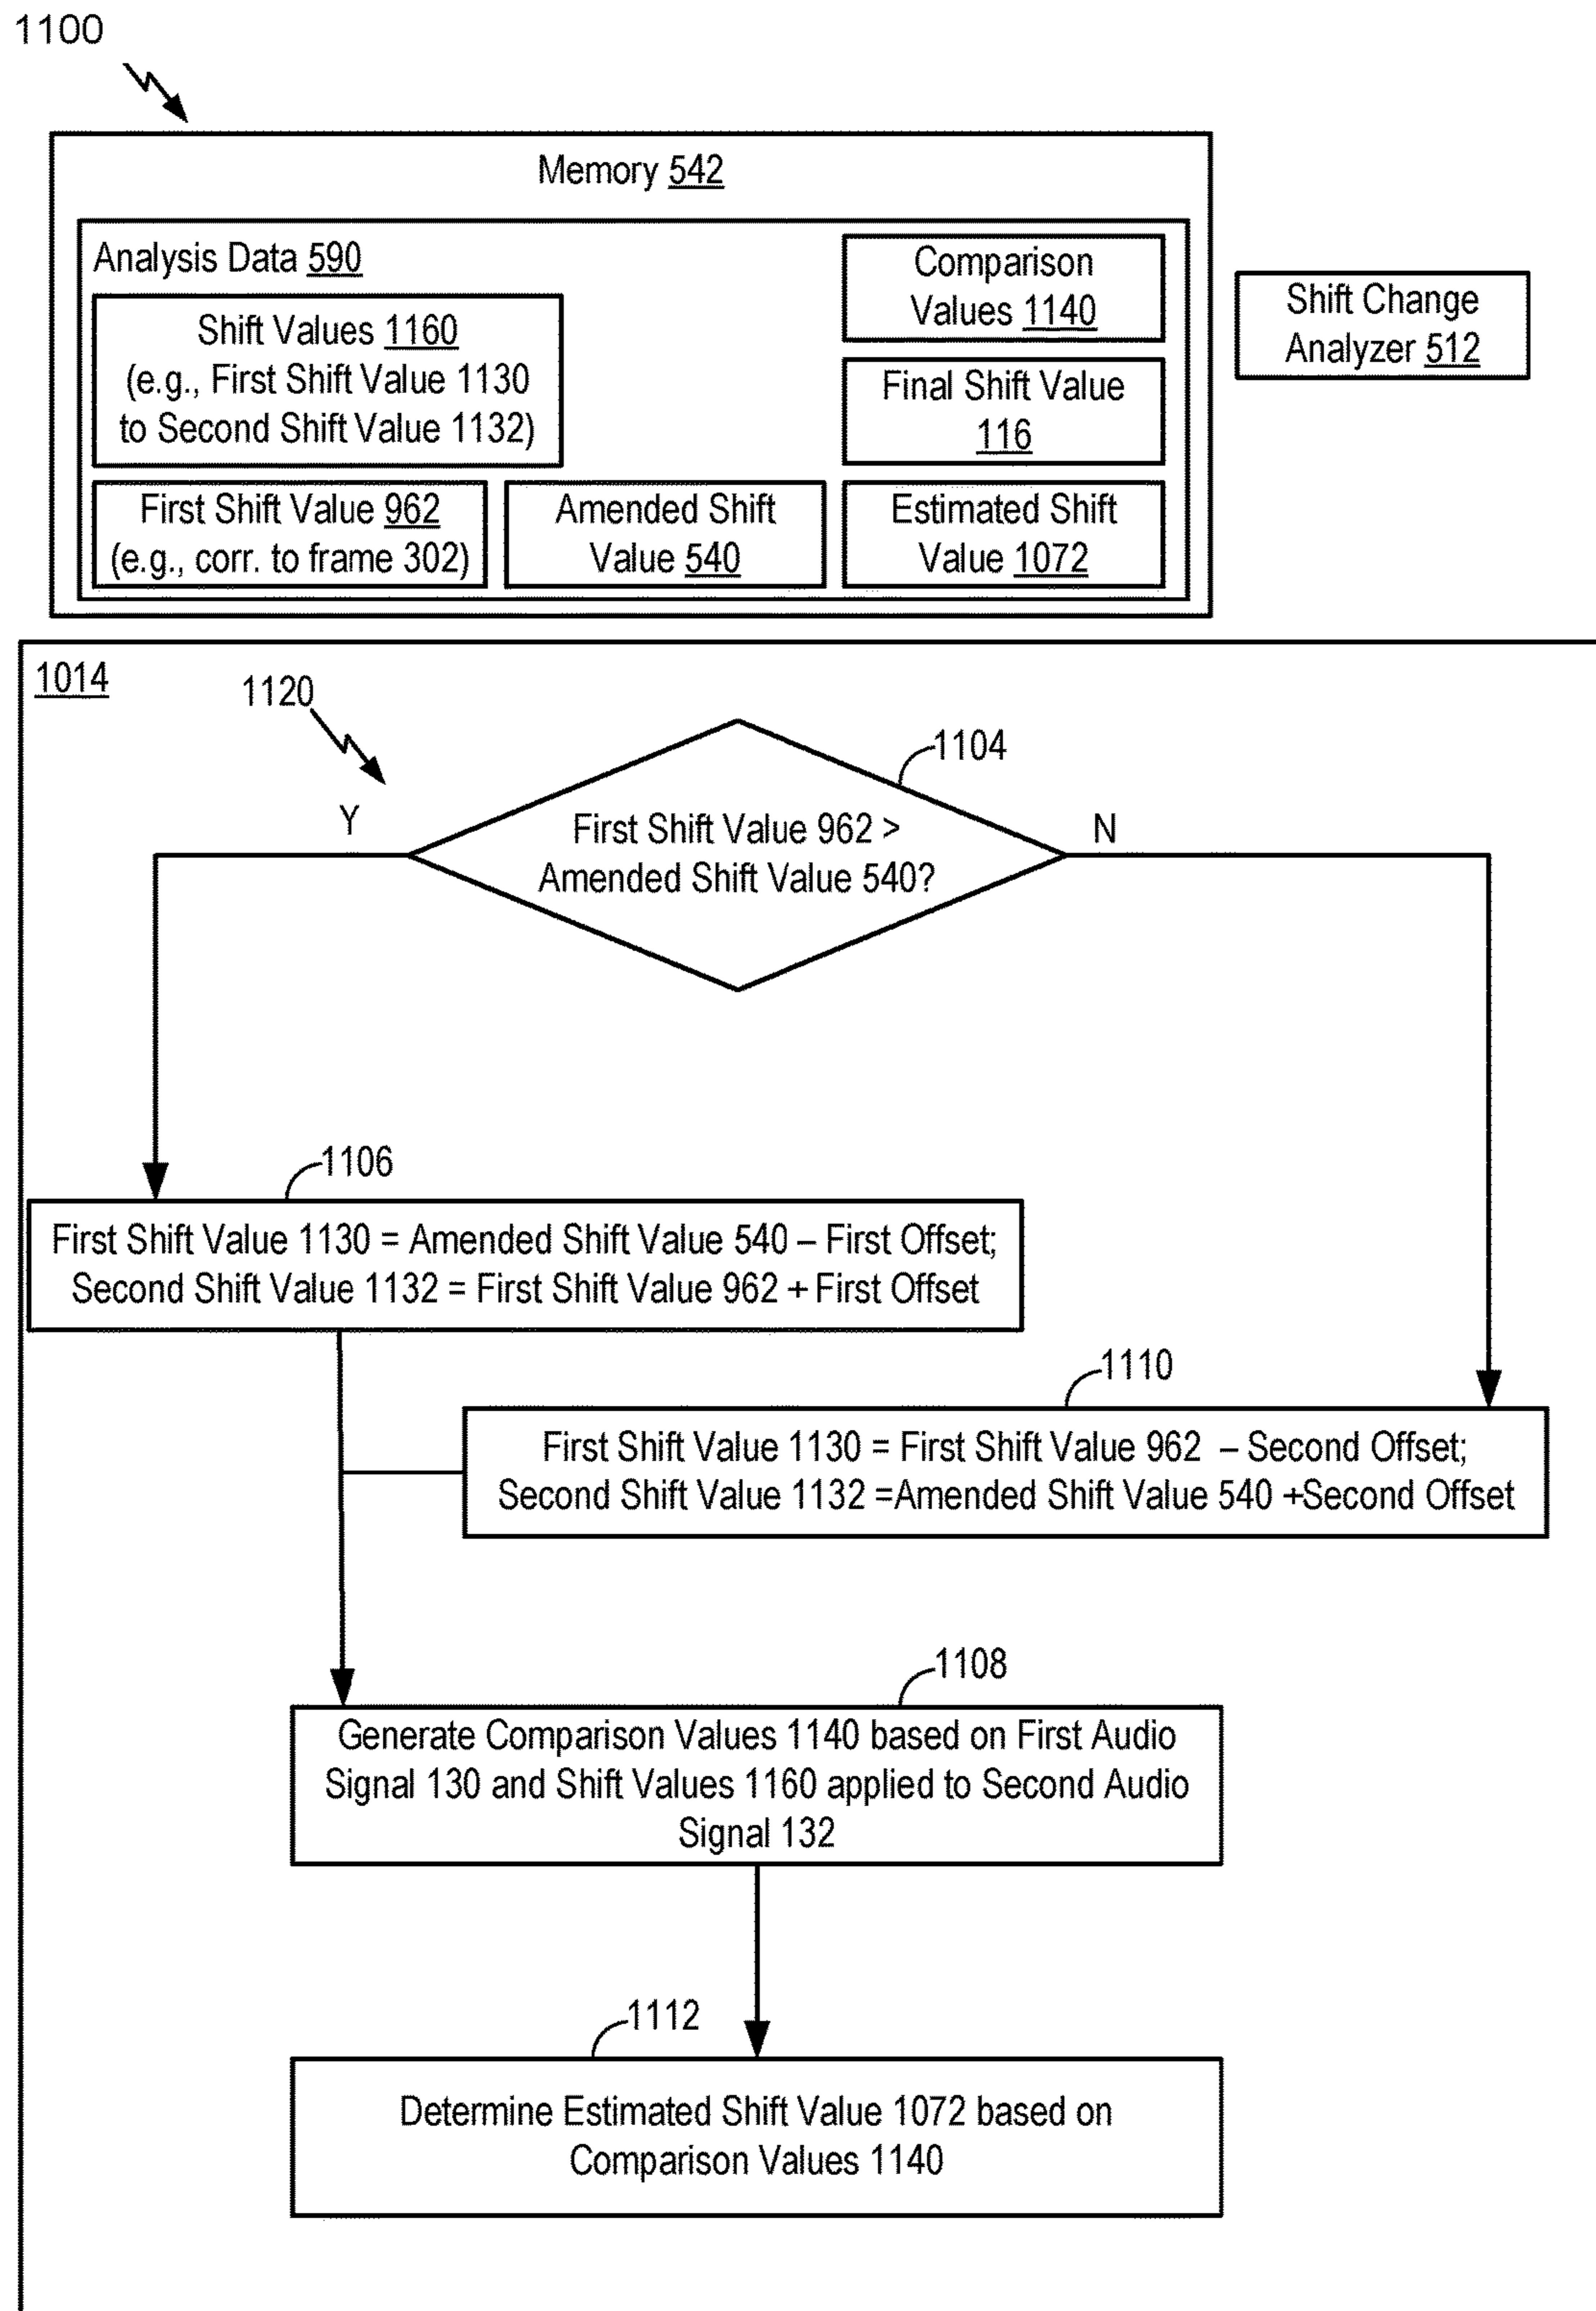 1100
Memory 542
Analysis Data 590
Shift Values 1160
(e.g., First Shift Value 1130
to Second Shift Value 1132)
Comparison
Values 1140
Final Shift Value
116
First Shift Value 962
(e.g., corr. to frame 302)
Amended Shift
Value 540
Estimated Shift
Value 1072
Shift Change
Analyzer 512
1014
1120
1104
Y
First Shift Value 962 >
Amended Shift Value 540?
N
1106
First Shift Value 1130 = Amended Shift Value 540 – First Offset;
Second Shift Value 1132 = First Shift Value 962 + First Offset
1110
First Shift Value 1130 = First Shift Value 962 – Second Offset;
Second Shift Value 1132 =Amended Shift Value 540 +Second Offset
1108
Generate Comparison Values 1140 based on First Audio
Signal 130 and Shift Values 1160 applied to Second Audio
Signal 132
1112
Determine Estimated Shift Value 1072 based on
Comparison Values 1140